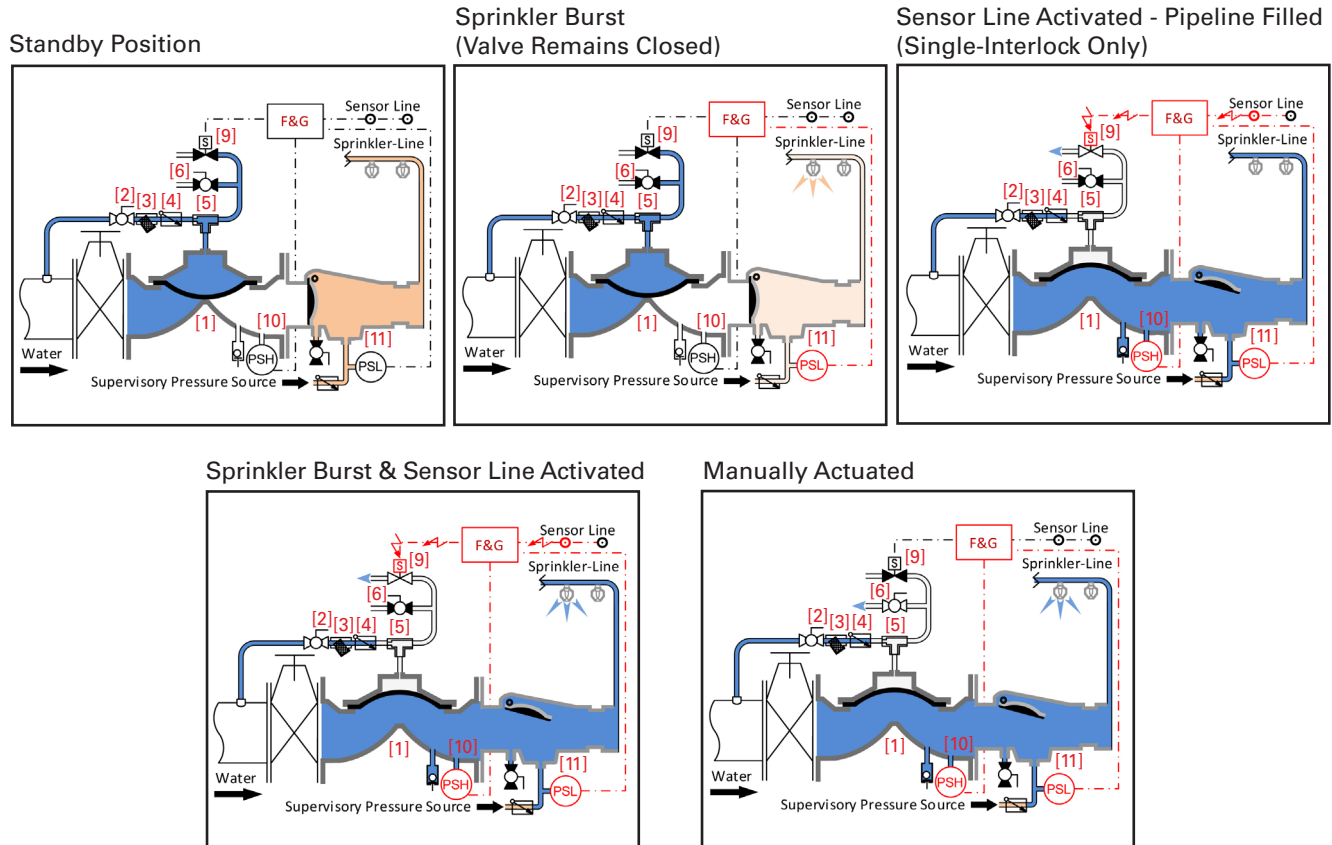 Standby Position
F&G
Sensor Line
[9]
S
Sprinkler-Line
[6]
[2]
[3]
[4]
[5]
[1]
[10]
[11]
PSH
PSL
Water
Supervisory Pressure Source
Sprinkler Burst
(Valve Remains Closed)
F&G
Sensor Line
[9]
S
Sprinkler-Line
[6]
[2]
[3]
[4]
[5]
[1]
[10]
[11]
PSH
PSL
Water
Supervisory Pressure Source
Sensor Line Activated - Pipeline Filled
(Single-Interlock Only)
F&G
Sensor Line
[9]
S
Sprinkler-Line
[6]
[2]
[3]
[4]
[5]
[1]
[10]
[11]
PSH
PSL
Water
Supervisory Pressure Source
Sprinkler Burst & Sensor Line Activated
F&G
Sensor Line
[9]
S
Sprinkler-Line
[6]
[2]
[3]
[4]
[5]
[1]
[10]
[11]
PSH
PSL
Water
Supervisory Pressure Source
Manually Actuated
F&G
Sensor Line
[9]
S
Sprinkler-Line
[6]
[2]
[3]
[4]
[5]
[1]
[10]
[11]
PSH
PSL
Water
Supervisory Pressure Source